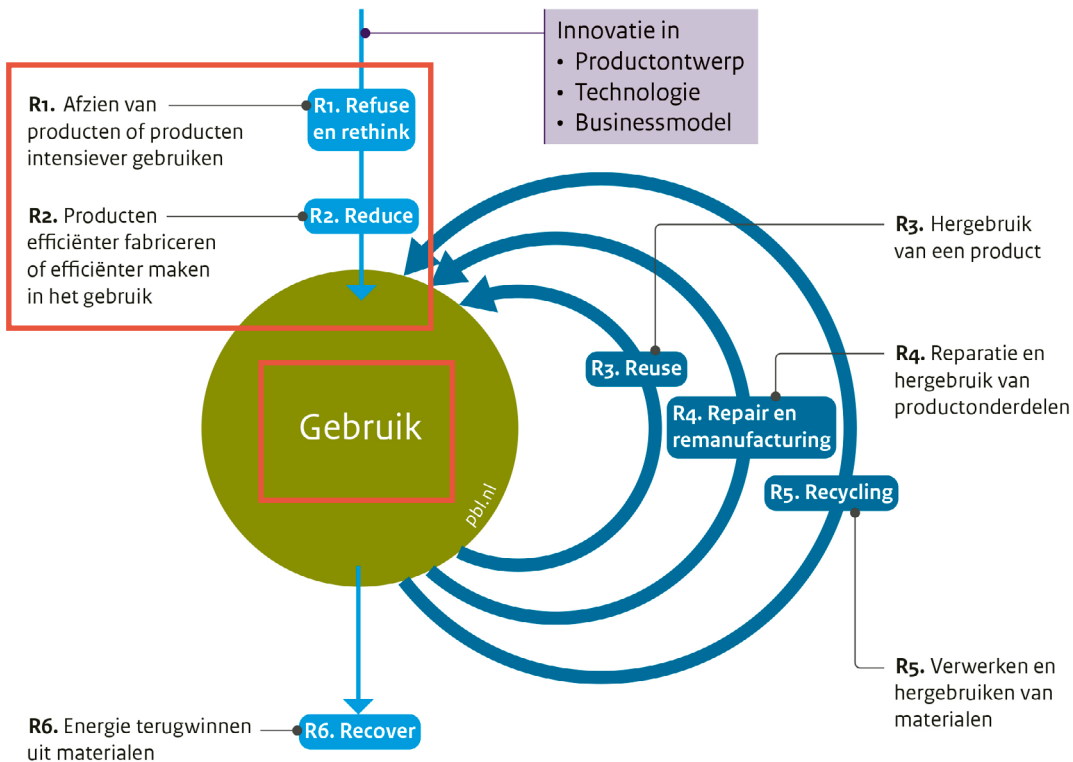 Innovatie in
• Productontwerp
• Technologie
• Businessmodel
R1. Afzien van
producten of producten
intensiever gebruiken
R1. Refuse
en rethink
R2. Producten
efficiënter fabriceren
of efficiënter maken
in het gebruik
R2. Reduce
R3. Hergebruik
van een product
R3. Reuse
R4. Reparatie en
hergebruik van
productonderdelen
R4. Repair en
remanufacturing
Gebruik
pbl.nl
R5. Recycling
R5. Verwerken en
hergebruiken van
materialen
R6. Energie terugwinnen
uit materialen
R6. Recover